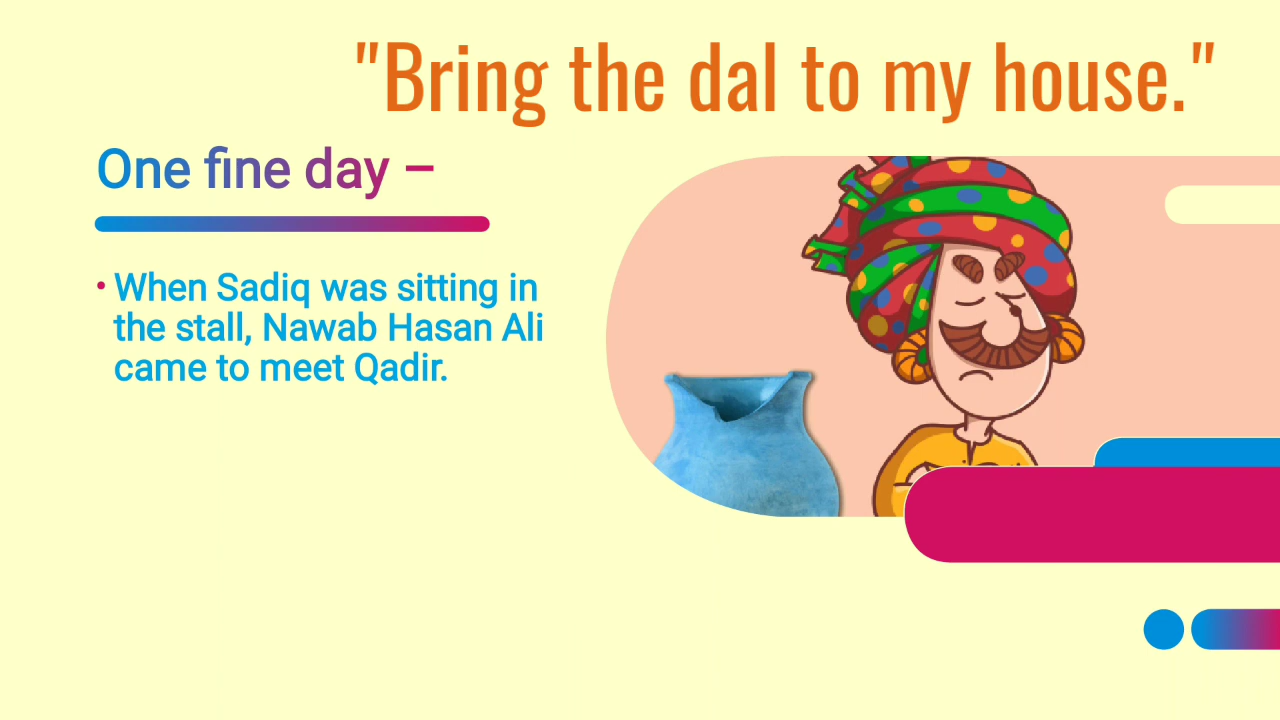 "Bring the dal to my house."
One fine day –
• When Sadiq was sitting in
the stall, Nawab Hasan Ali
came to meet Qadir.